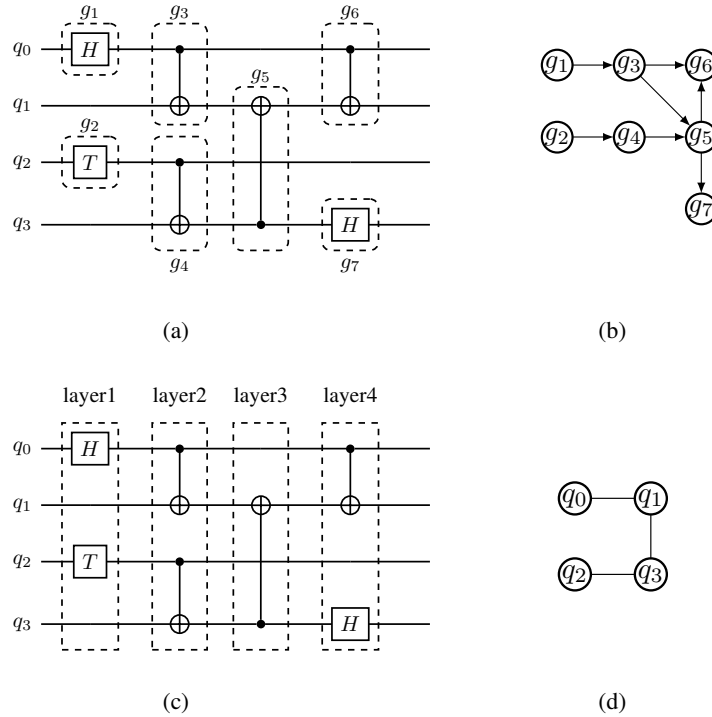 g₁ g₃ g₆
q₀ H
g₅
q₁
g₂
q₂ T
q₃ H
g₄ g₇
(a)
g₁ g₃ g₆
g₂ g₄ g₅
g₇
(b)
layer1 layer2 layer3 layer4
q₀ H
q₁
q₂ T
q₃ H
(c)
q₀ q₁
q₂ q₃
(d)